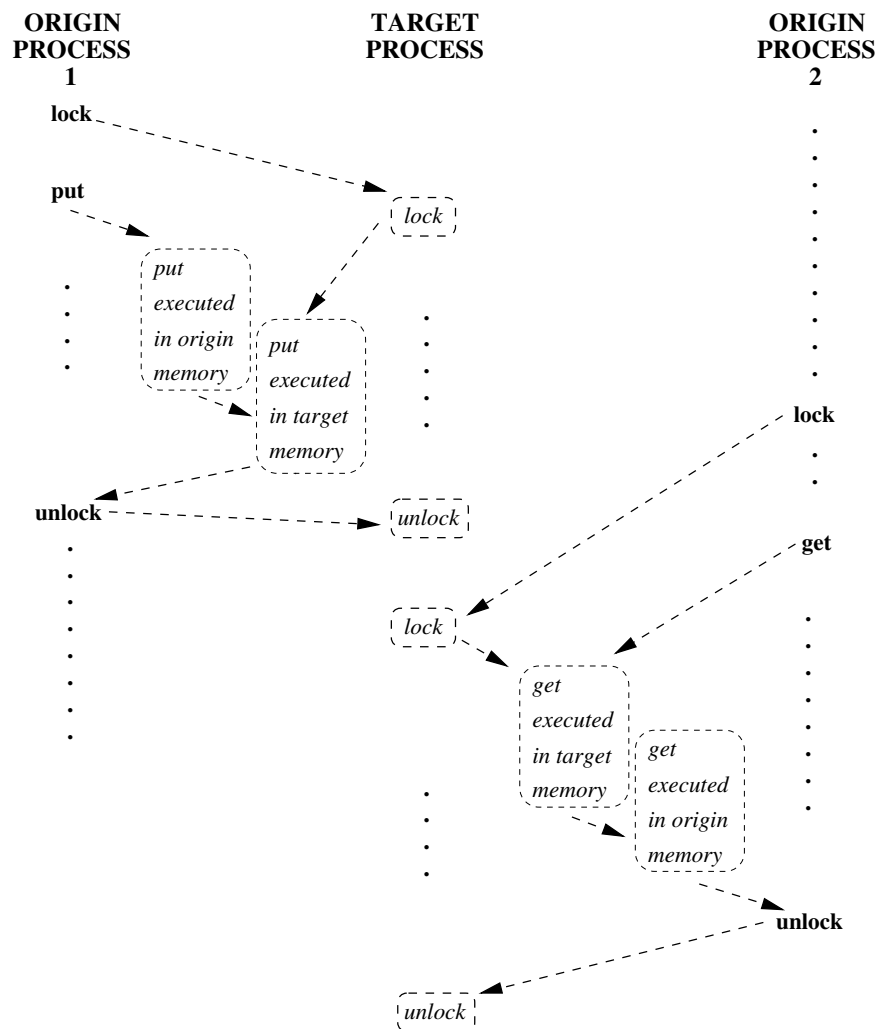 ORIGIN
PROCESS
1
TARGET
PROCESS
ORIGIN
PROCESS
2
lock
put
lock
put
executed
in origin
memory
put
executed
in target
memory
lock
unlock
unlock
get
lock
get
executed
in target
memory
get
executed
in origin
memory
unlock
unlock